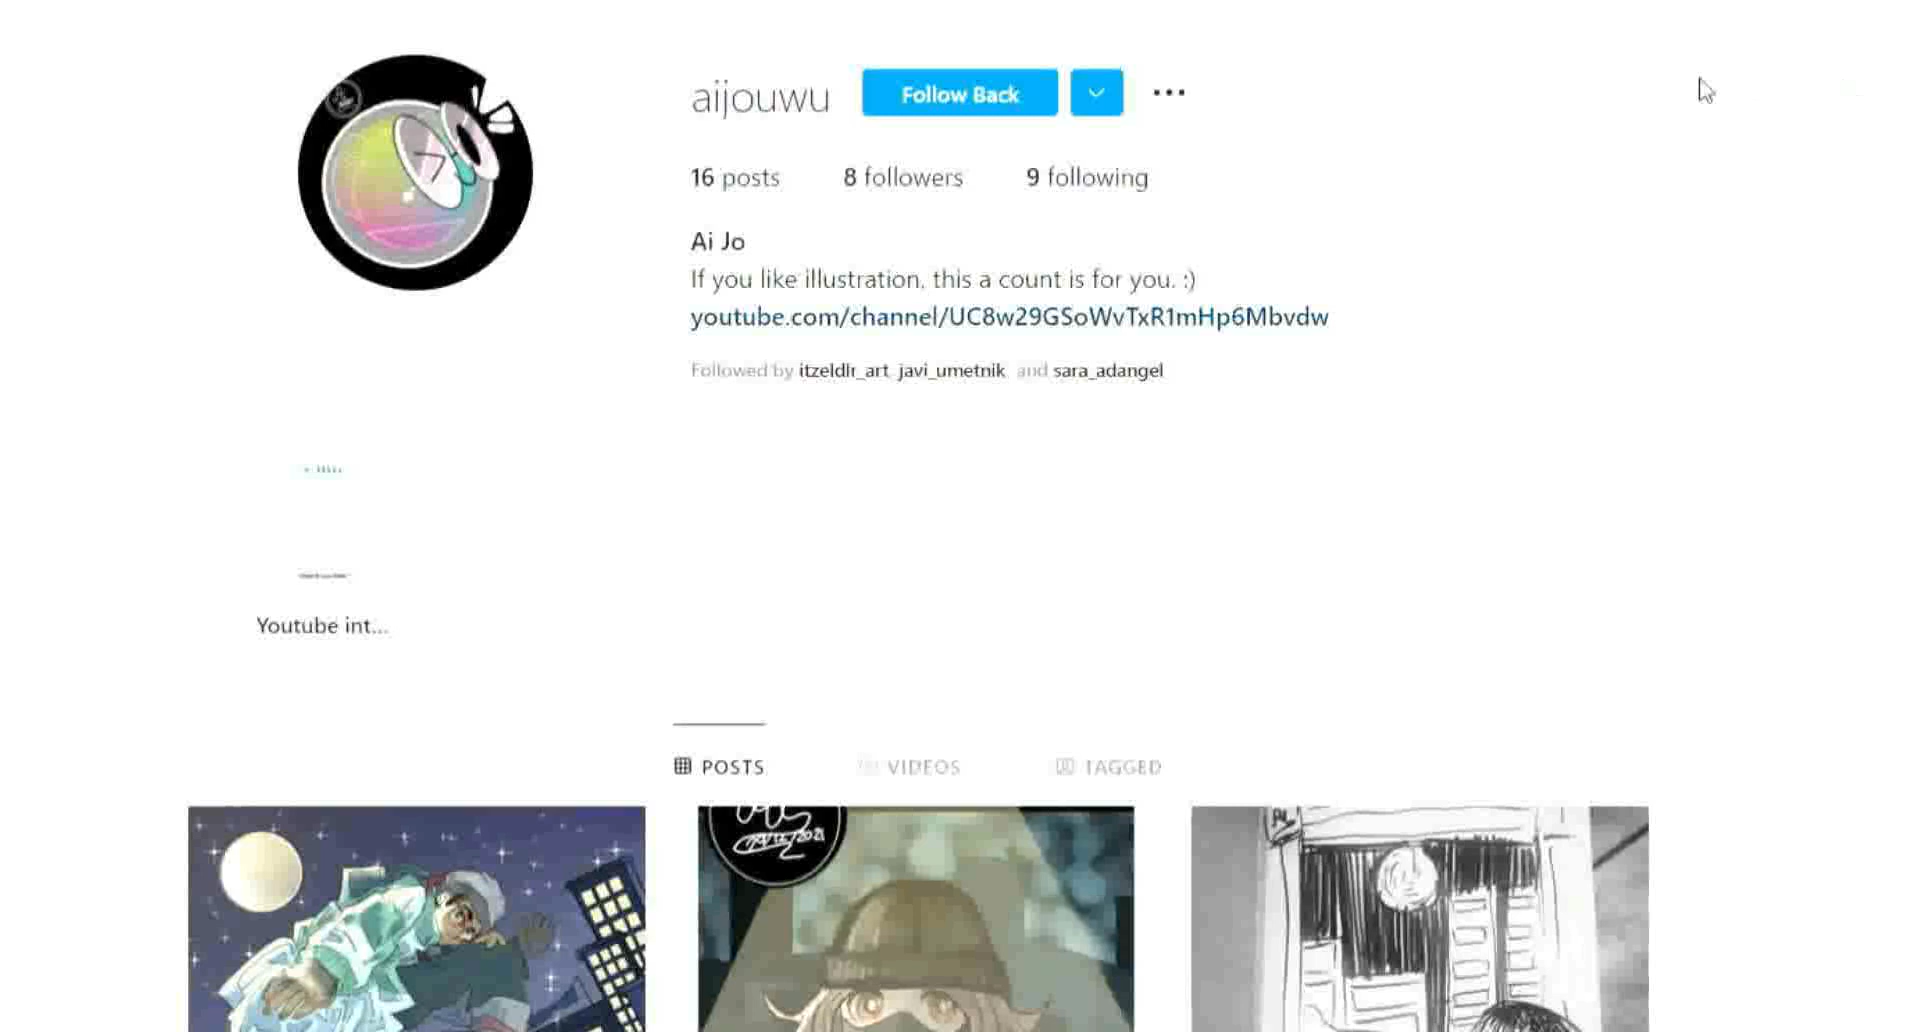 aijouwu Follow Back
16 posts 8 followers 9 following
Ai Jo
If you like illustration, this a count is for you. :)
youtube.com/channel/UC8w29GSoWvTxR1mHp6Mbvdw
Followed by itzeldlr_art javi_umetnik and sara_adangel
Youtube int...
POSTS VIDEOS TAGGED